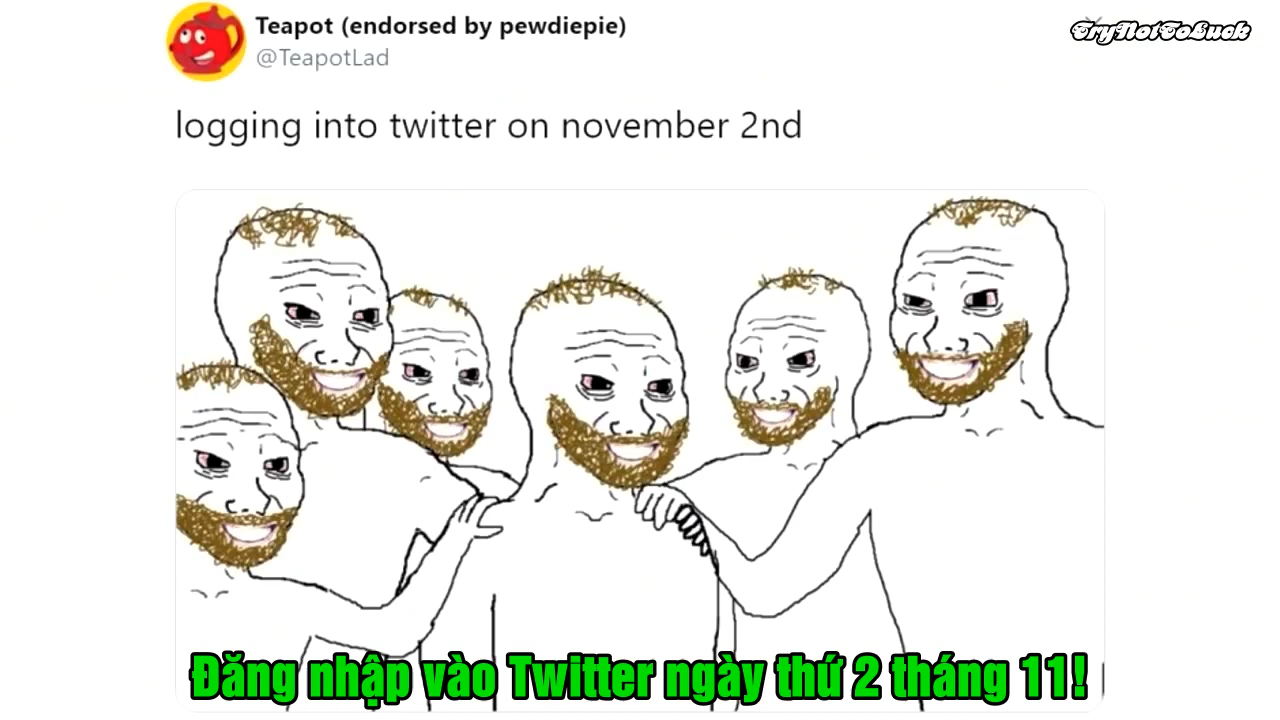 Teapot (endorsed by pewdiepie)
TryNotToLuck
@TeapotLad
logging into twitter on november 2nd
Đăng nhập vào Twitter ngày thứ 2 tháng 11!